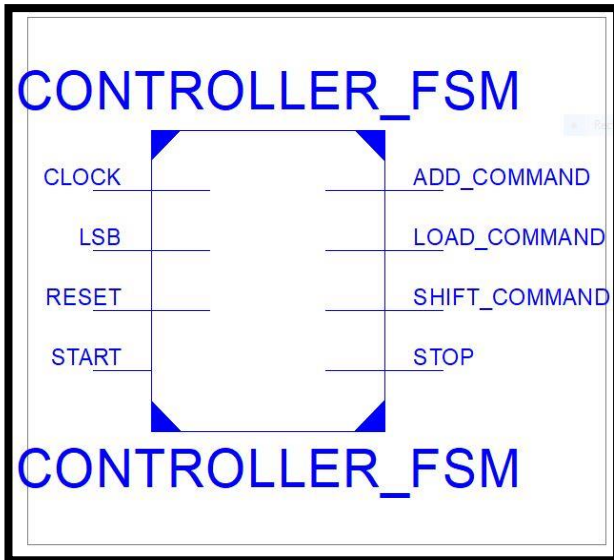 CONTROLLER_FSM
CLOCK ADD_COMMAND
LSB LOAD_COMMAND
RESET SHIFT_COMMAND
START STOP
CONTROLLER_FSM